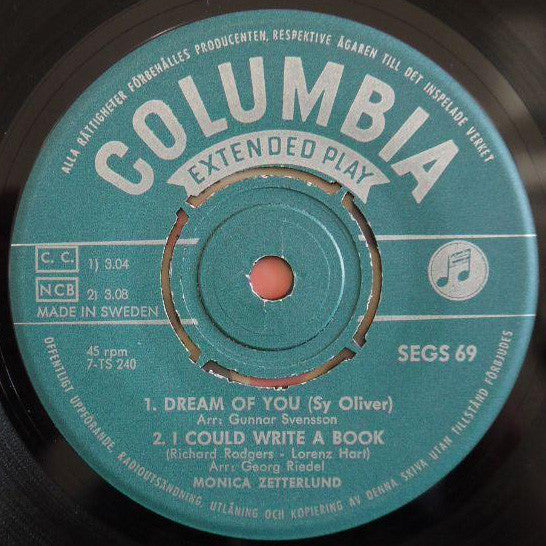 ALLA RÄTTIGHETER FÖRBEHÅLLES PRODUCENTEN, RESPEKTIVE ÄGAREN TILL DET INSPELADE VERKET
COLUMBIA
EXTENDED PLAY
C. C.
1) 3.04
NCB
2) 3.08
MADE IN SWEDEN
45 rpm
7-TS 240
SEGS 69
1. DREAM OF YOU (Sy Oliver)
Arr: Gunnar Svensson
2. I COULD WRITE A BOOK
(Richard Rodgers - Lorenz Hart)
Arr: Georg Riedel
MONICA ZETTERLUND
OFFENTLIGT UPPFÖRANDE, RADIOUTSÄNDNING, UTLÅNING OCH KOPIERING AV DENNA SKIVA UTAN TILLSTÅND FÖRBJUDES